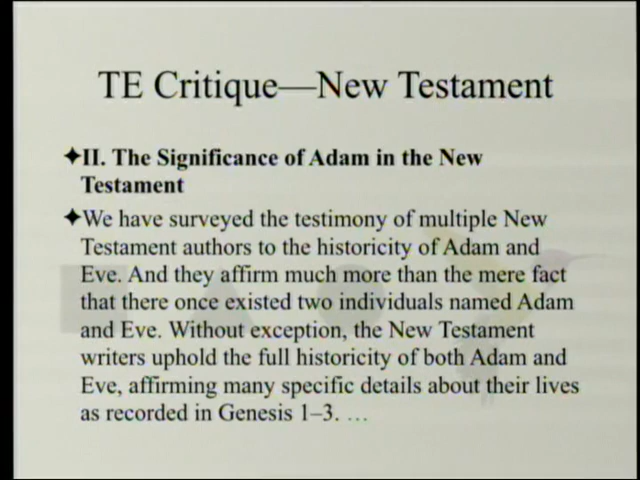 TE Critique—New Testament
✦II. The Significance of Adam in the New
Testament
✦We have surveyed the testimony of multiple New
Testament authors to the historicity of Adam and
Eve. And they affirm much more than the mere fact
that there once existed two individuals named Adam
and Eve. Without exception, the New Testament
writers uphold the full historicity of both Adam and
Eve, affirming many specific details about their lives
as recorded in Genesis 1–3. …